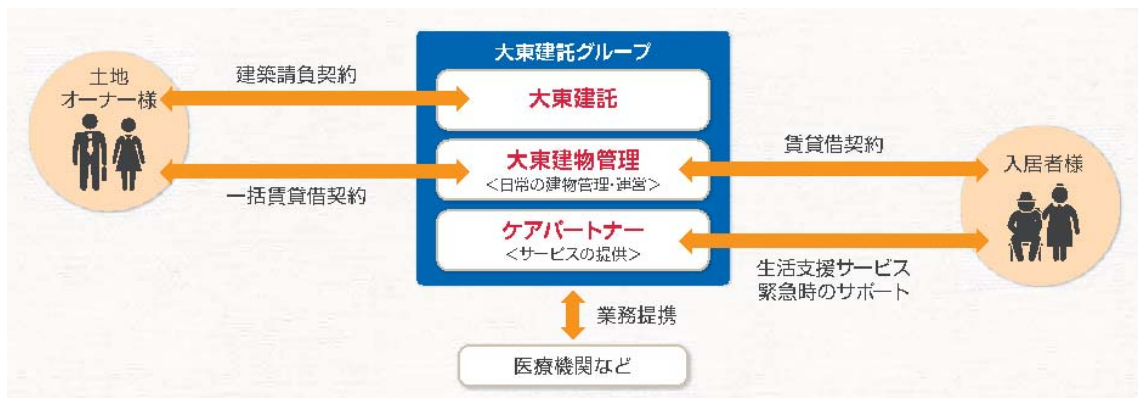 大東建託グループ
土地
オーナー様
建築請負契約
大東建託
一括賃貸借契約
大東建物管理
<日常の建物管理・運営>
賃貸借契約
入居者様
ケアパートナー
<サービスの提供>
生活支援サービス
緊急時のサポート
業務提携
医療機関など